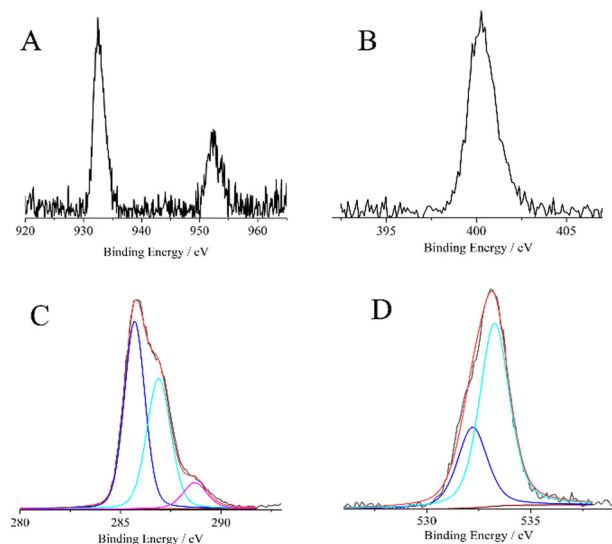 A
B
920 930 940 950 960
395 400 405
Binding Energy / eV
Binding Energy / eV
C
D
280 285 290
530 535
Binding Energy / eV
Binding Energy / eV